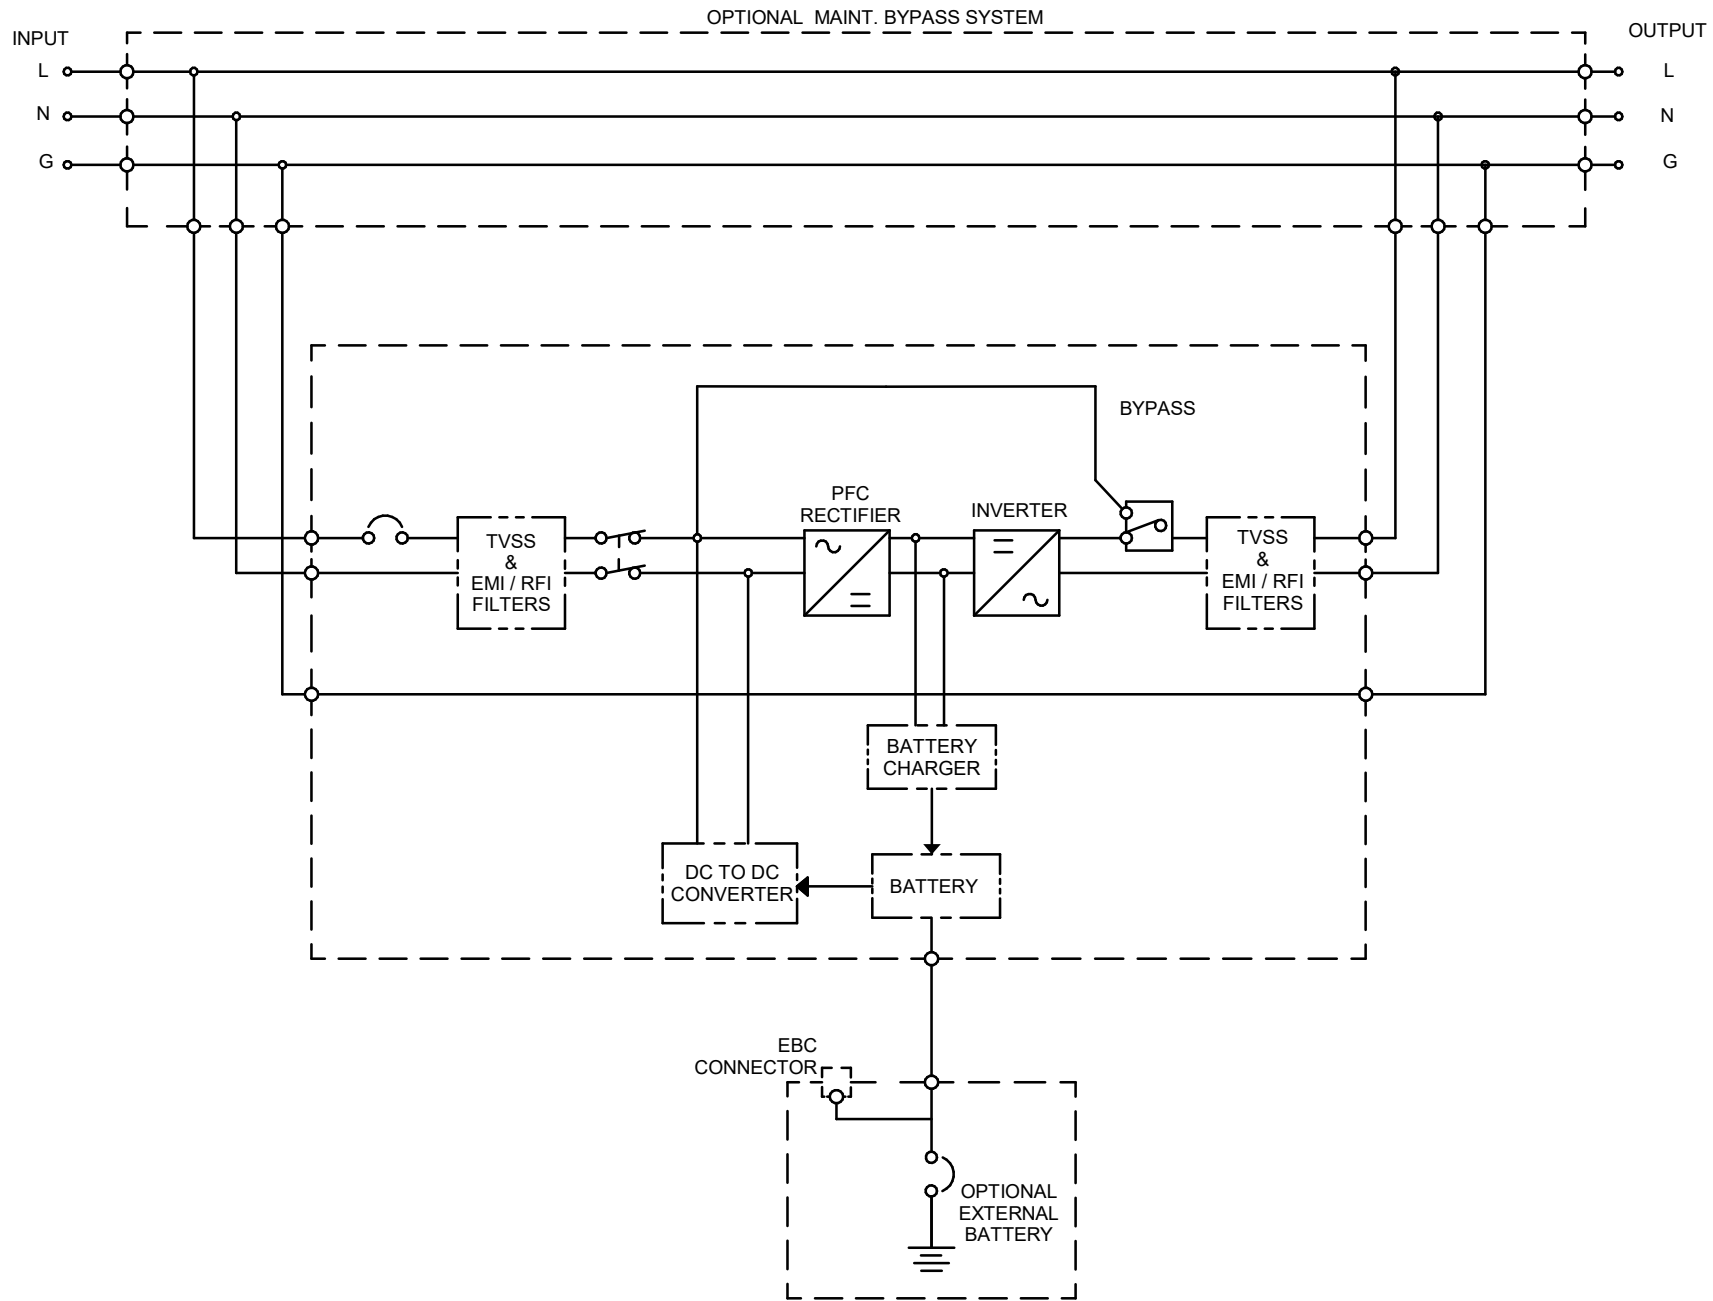 OPTIONAL MAINT. BYPASS SYSTEM
INPUT
OUTPUT
L
L
N
N
G
G
BYPASS
PFC
RECTIFIER
INVERTER
TVSS
&
EMI / RFI
FILTERS
TVSS
&
EMI / RFI
FILTERS
BATTERY
CHARGER
DC TO DC
CONVERTER
BATTERY
EBC
CONNECTOR
OPTIONAL
EXTERNAL
BATTERY